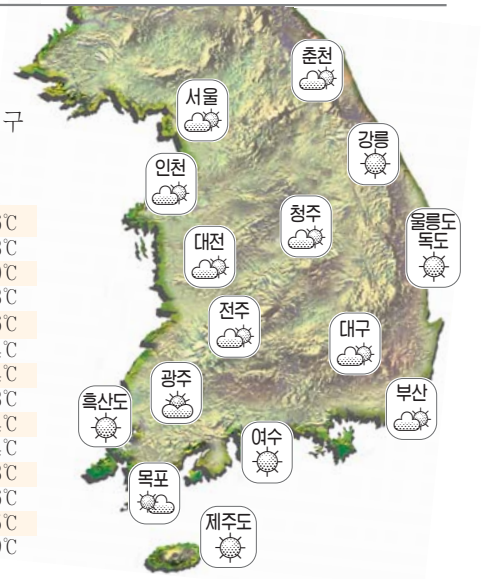 춘천
서울
구
강릉
인천
청주
울릉도
독도
대전
전주
대구
광주
부산
흑산도
여수
목포
제주도
℃
℃
℃
℃
℃
℃
℃
℃
℃
℃
℃
℃
℃
℃